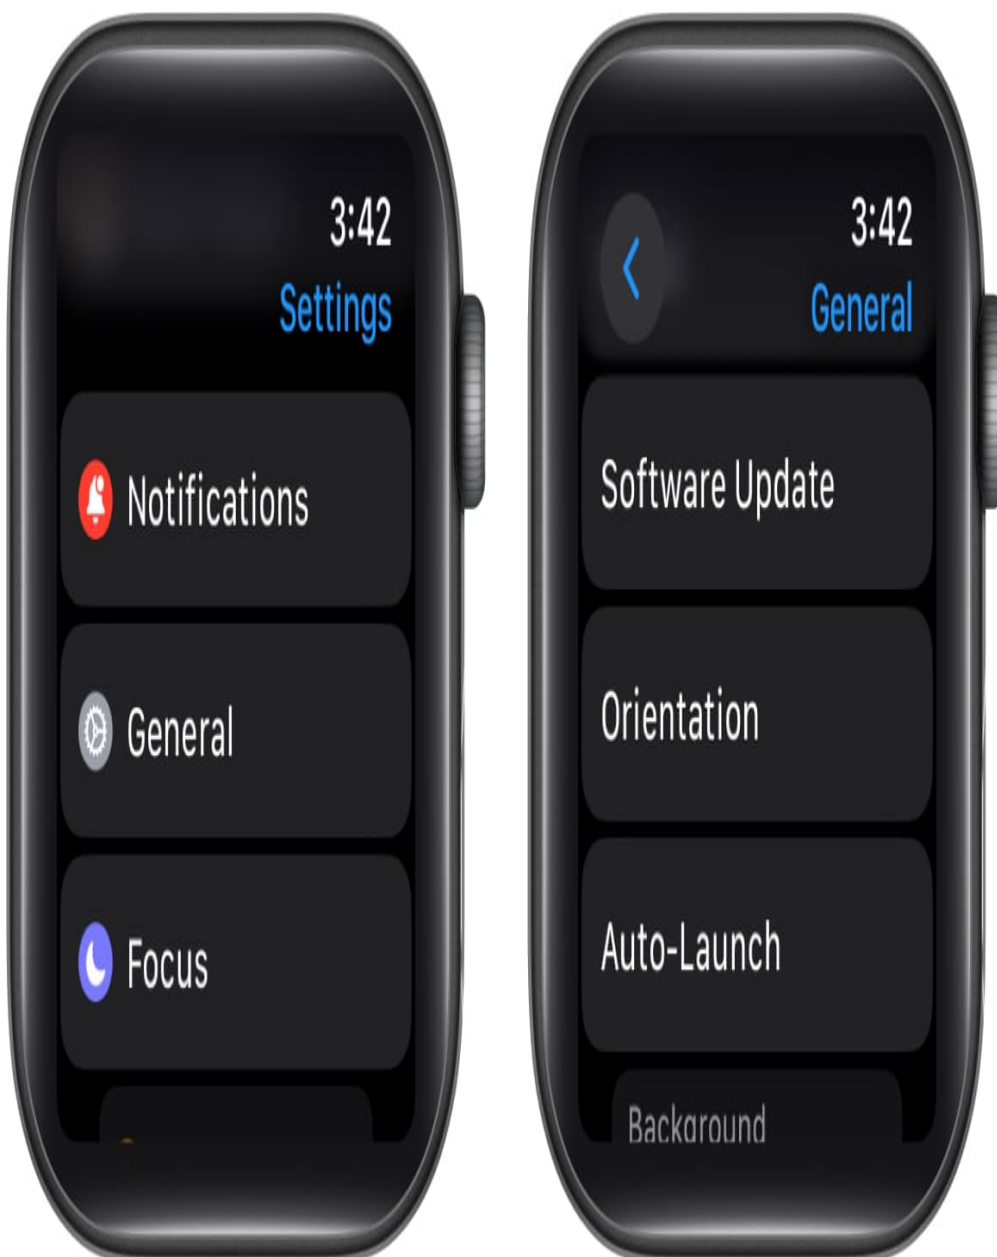 3:42
Settings
Notifications
General
Focus
3:42
General
Software Update
Orientation
Auto-Launch
Background